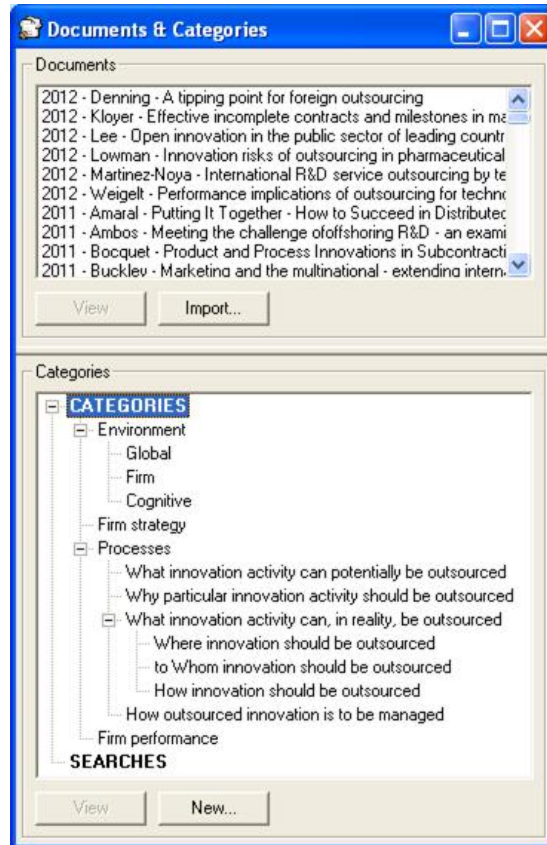 Documents & Categories
Documents
2012 - Denning - A tipping point for foreign outsourcing
2012 - Kloyer - Effective incomplete contracts and milestones in ma
2012 - Lee - Open innovation in the public sector of leading countr
2012 - Lowman - Innovation risks of outsourcing in pharmaceutical
2012 - Martinez-Noya - International R&D service outsourcing by te
2012 - Weigelt - Performance implications of outsourcing for techno
2011 - Amaral - Putting It Together - How to Succeed in Distributed
2011 - Ambos - Meeting the challenge ofoffshoring R&D - an exami
2011 - Bocquet - Product and Process Innovations in Subcontracti
2011 - Buckley - Marketing and the multinational - extending intern
View Import...
Categories
CATEGORIES
Environment
Global
Firm
Cognitive
Firm strategy
Processes
What innovation activity can potentially be outsourced
Why particular innovation activity should be outsourced
What innovation activity can, in reality, be outsourced
Where innovation should be outsourced
to Whom innovation should be outsourced
How innovation should be outsourced
How outsourced innovation is to be managed
Firm performance
SEARCHES
View New...